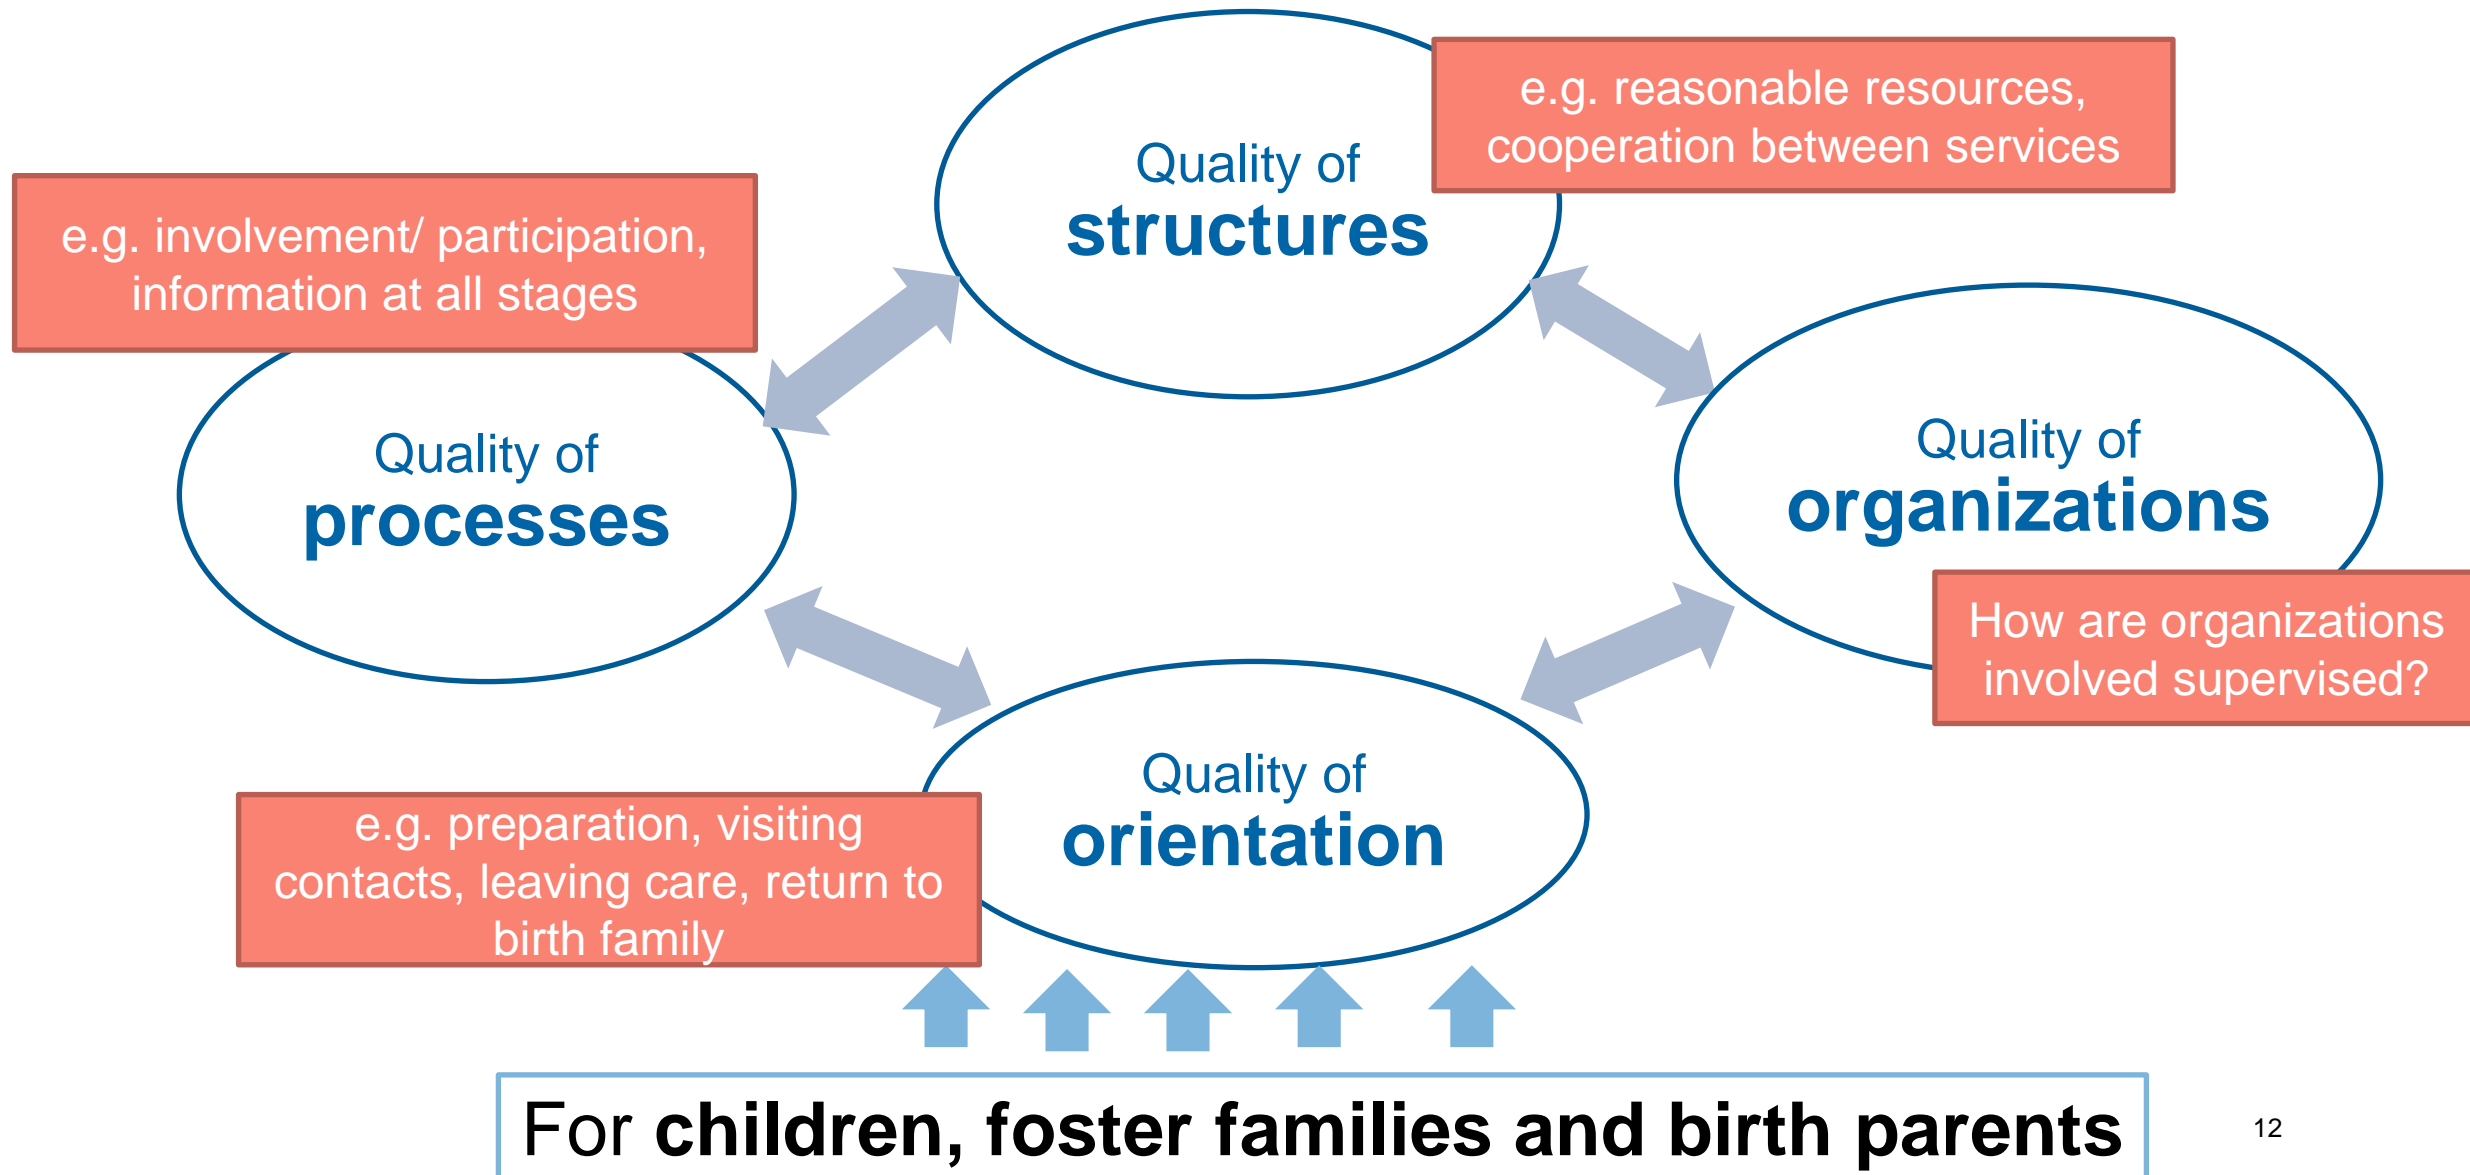 Quality of
structures
e.g. reasonable resources,
cooperation between services
e.g. involvement/ participation,
information at all stages
Quality of
processes
Quality of
organizations
How are organizations
involved supervised?
Quality of
orientation
e.g. preparation, visiting
contacts, leaving care, return to
birth family
For children, foster families and birth parents
12